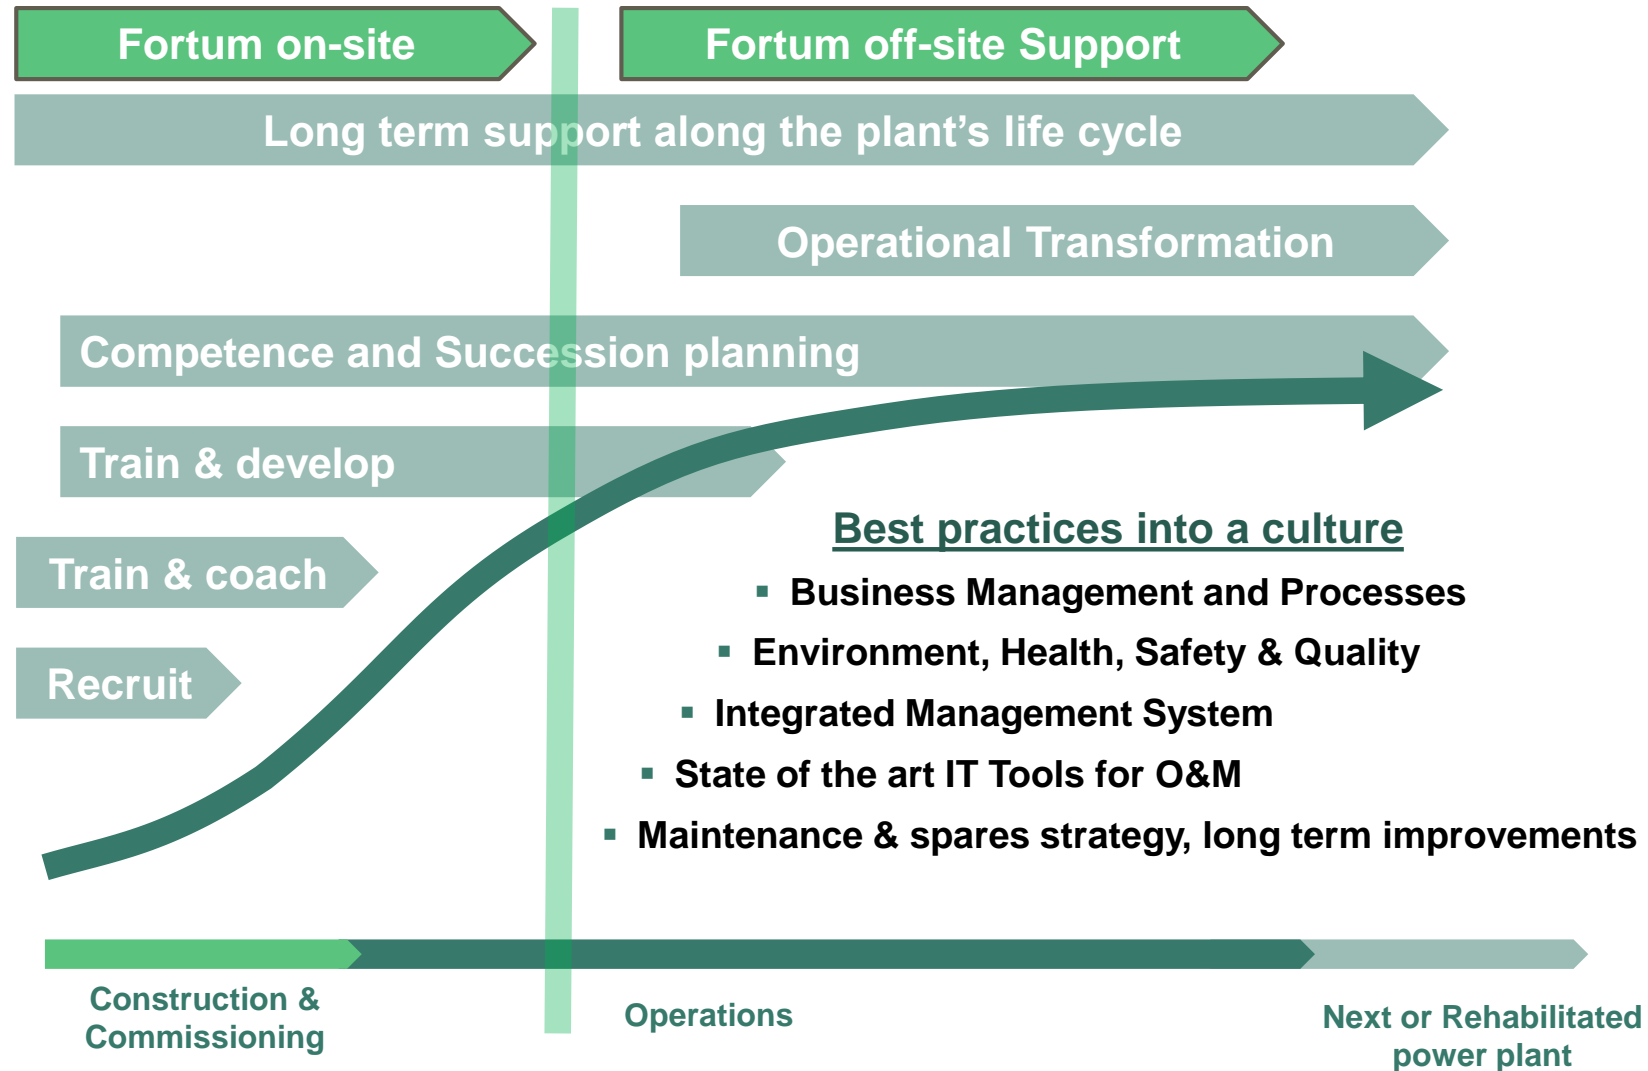 Fortum on-site
Fortum off-site Support
Long term support along the plant’s life cycle
Operational Transformation
Competence and Succession planning
Train & develop
Train & coach
Recruit
Best practices into a culture
▪ Business Management and Processes
▪ Environment, Health, Safety & Quality
▪ Integrated Management System
▪ State of the art IT Tools for O&M
▪ Maintenance & spares strategy, long term improvements
Construction &
Commissioning
Operations
Next or Rehabilitated
power plant